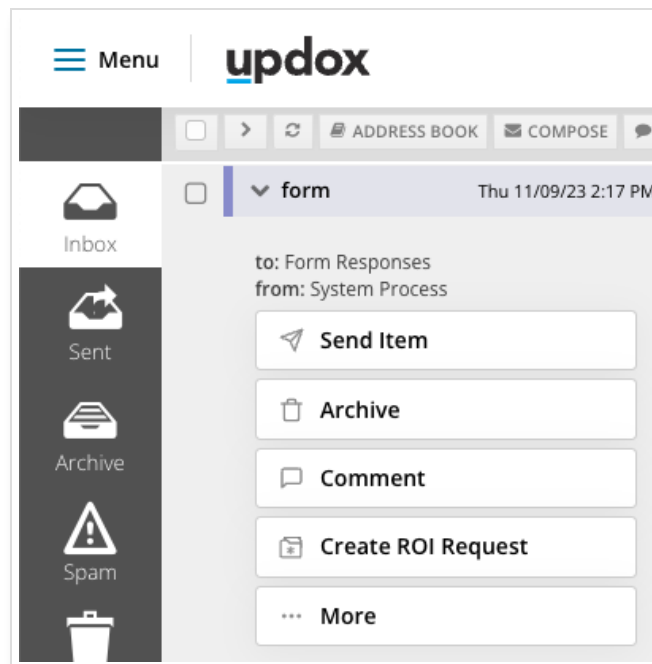 Menu
updox
ADDRESS BOOK
COMPOSE
Inbox
form
Thu 11/09/23 2:17 PM
to: Form Responses
from: System Process
Sent
Send Item
Archive
Archive
Comment
Create ROI Request
Spam
More